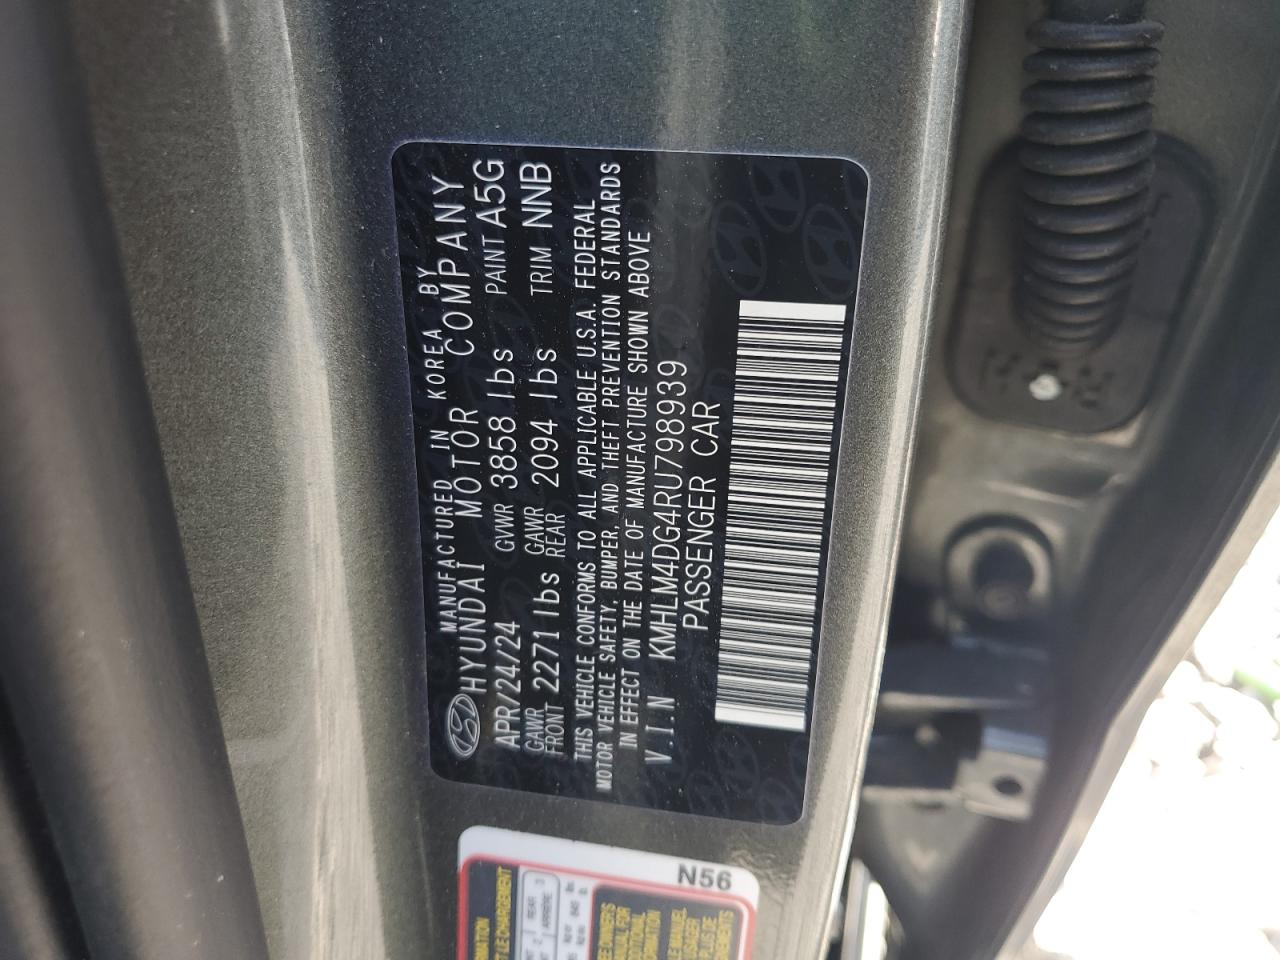 MANUFACTURED IN KOREA BY
HYUNDAI MOTOR COMPANY
APR/24/24 GVWR 3858 lbs PAINT A5G
GAWR FRONT 2271 lbs GAWR REAR 2094 lbs TRIM NNB
THIS VEHICLE CONFORMS TO ALL APPLICABLE U.S.A. FEDERAL
MOTOR VEHICLE SAFETY, BUMPER, AND THEFT PREVENTION STANDARDS
IN EFFECT ON THE DATE OF MANUFACTURE SHOWN ABOVE
V.I.N KMHLM4DG4RU798939
PASSENGER CAR
N56